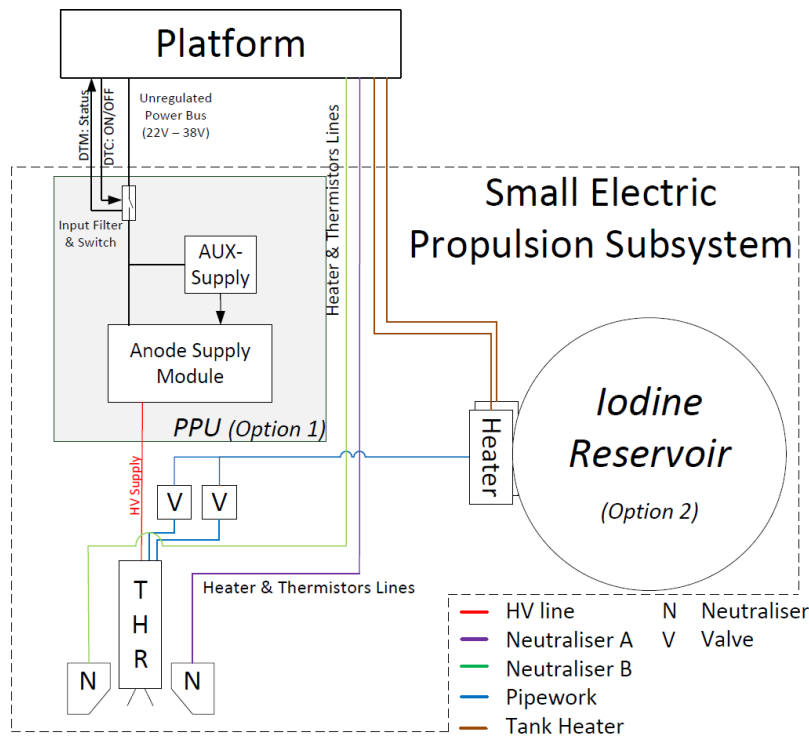 Platform
DTM: Status
DTC: ON/OFF
Unregulated
Power Bus
(22V – 38V)
Heater & Thermistors Lines
Small Electric
Propulsion Subsystem
Input Filter
& Switch
AUX-
Supply
Anode Supply
Module
PPU (Option 1)
HV Supply
Heater
Iodine
Reservoir
(Option 2)
V
V
T
H
R
Heater & Thermistors Lines
N
N
HV line
N Neutraliser
Neutraliser A
V Valve
Neutraliser B
Pipework
Tank Heater